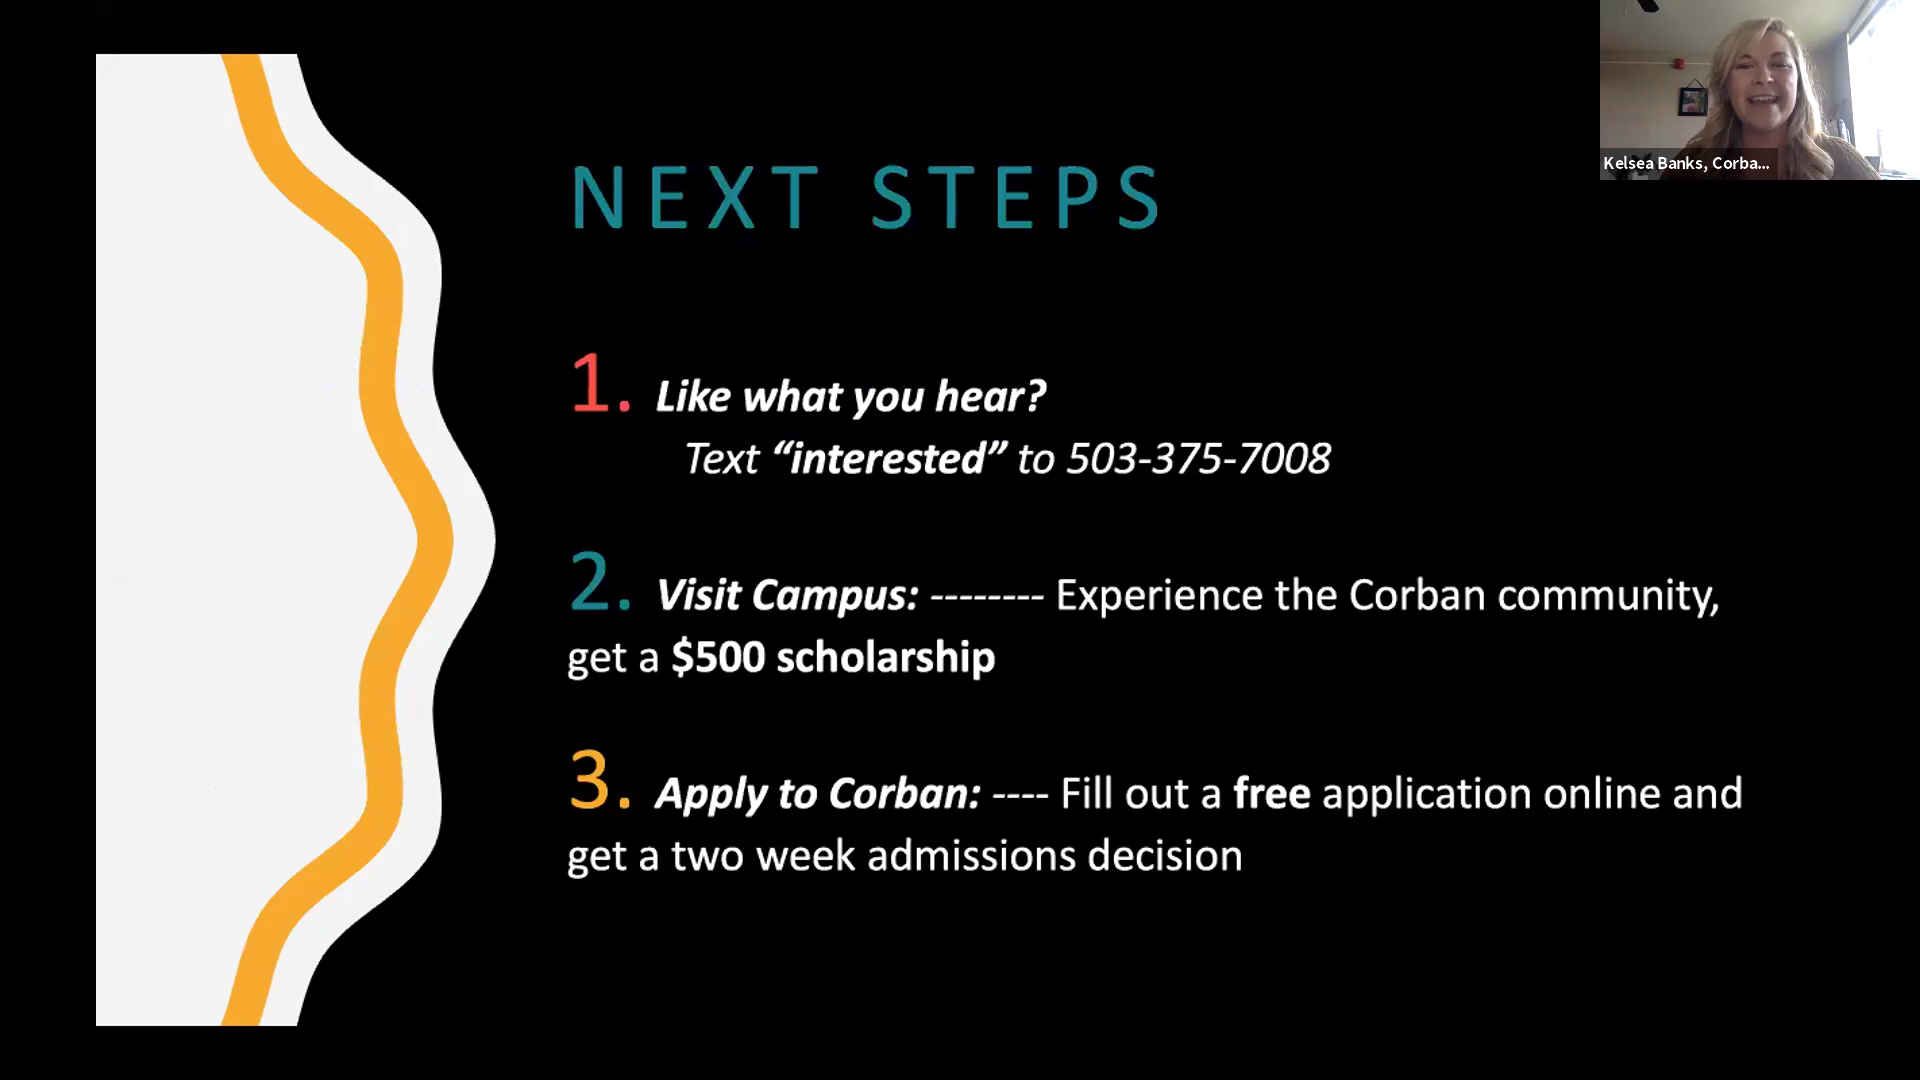 Kelsea Banks, Corba...
NEXT STEPS
1. Like what you hear?
Text “interested” to 503-375-7008
2. Visit Campus: -------- Experience the Corban community,
get a $500 scholarship
3. Apply to Corban: ---- Fill out a free application online and
get a two week admissions decision